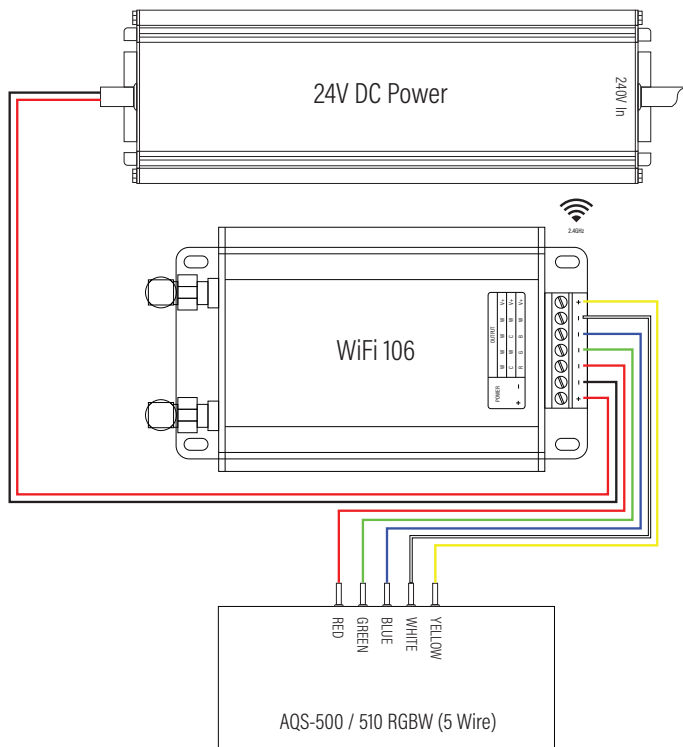 24V DC Power
240V In
2.4GHz
WiFi 106
OUTPUT
W W W V+
C W C W V+
R G B W V+
POWER
+ −
+
−
−
−
−
−
+
RED
GREEN
BLUE
WHITE
YELLOW
AQS-500 / 510 RGBW (5 Wire)